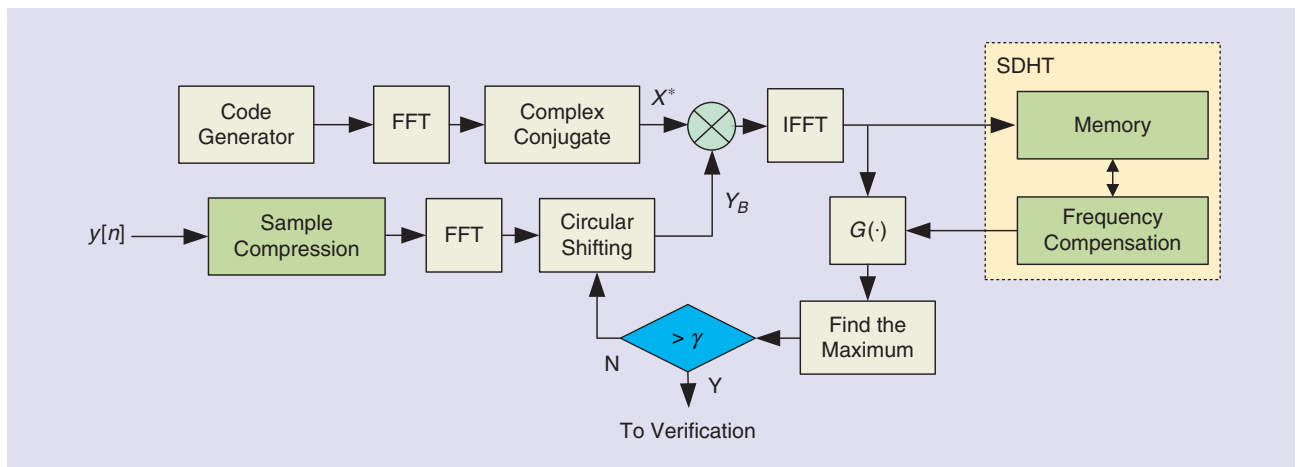 SDHT
Code
Generator
FFT
Complex
Conjugate
X*
IFFT
Memory
y[n]
Sample
Compression
FFT
Circular
Shifting
Y_B
G(·)
Frequency
Compensation
> γ
N
Y
Find the
Maximum
To Verification